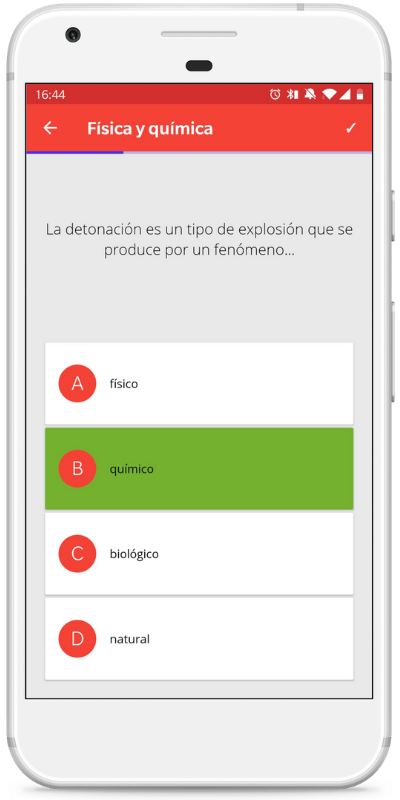 16:44
Física y química
La detonación es un tipo de explosión que se
produce por un fenómeno...
A físico
B químico
C biológico
D natural